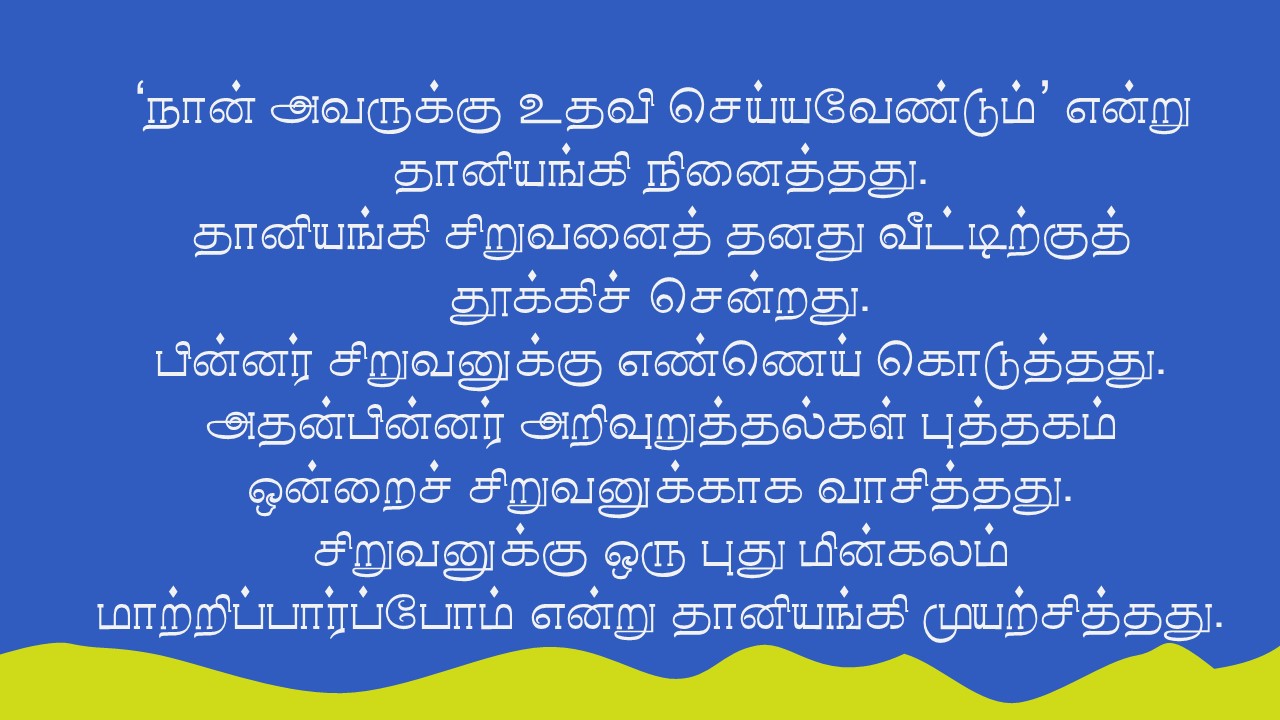 ‘நான் அவருக்கு உதவி செய்யவேண்டும்’ என்று
தானியங்கி நினைத்தது.
தானியங்கி சிறுவனைத் தனது வீட்டிற்குத்
தூக்கிச் சென்றது.
பின்னர் சிறுவனுக்கு எண்ணெய் கொடுத்தது.
அதன்பின்னர் அறிவுறுத்தல்கள் புத்தகம்
ஒன்றைச் சிறுவனுக்காக வாசித்தது.
சிறுவனுக்கு ஒரு புது மின்கலம்
மாற்றிப்பார்ப்போம் என்று தானியங்கி முயற்சித்தது.